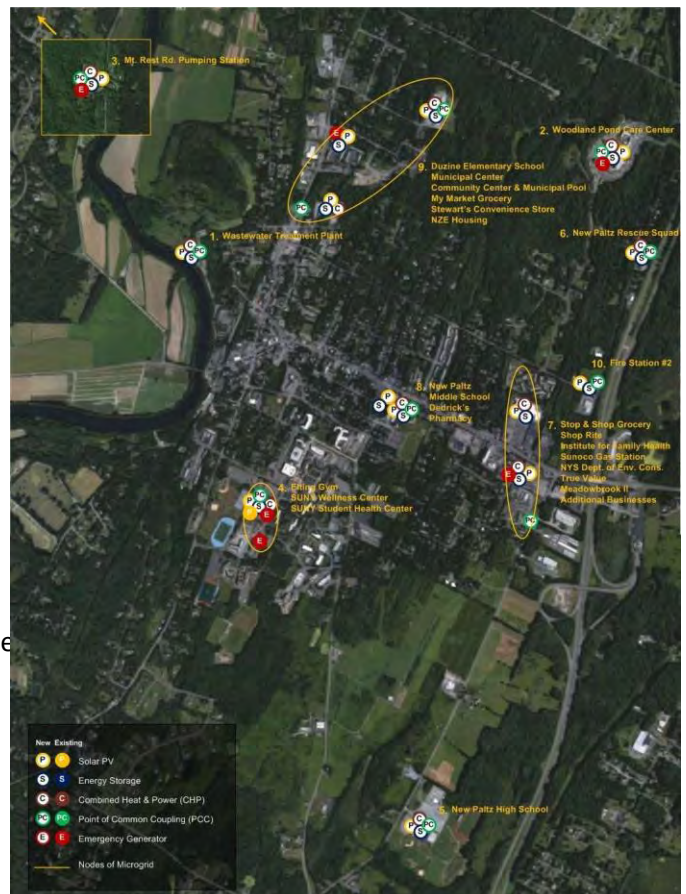 3. Mt. Rest Rd. Pumping Station
2. Woodland Pond Care Center
9. Duzine Elementary School
Municipal Center
Community Center & Municipal Pool
My Market Grocery
Stewart's Convenience Store
NZE Housing
1. Wastewater Treatment Plant
6. New Paltz Rescue Squad
10. Fire Station #2
8. New Paltz
Middle School
Dedrick's
Pharmacy
7. Stop & Shop Grocery
Shop Rite
Institute for Family Health
Sunoco Gas Station
NYS Dept. of Env. Cons.
True Value
Meadowbrook II
Additional Businesses
4. Elting Gym
SUNY Wellness Center
SUNY Student Health Center
5. New Paltz High School
e
New Existing
P P Solar PV
S S Energy Storage
C C Combined Heat & Power (CHP)
PC PC Point of Common Coupling (PCC)
E E Emergency Generator
Nodes of Microgrid